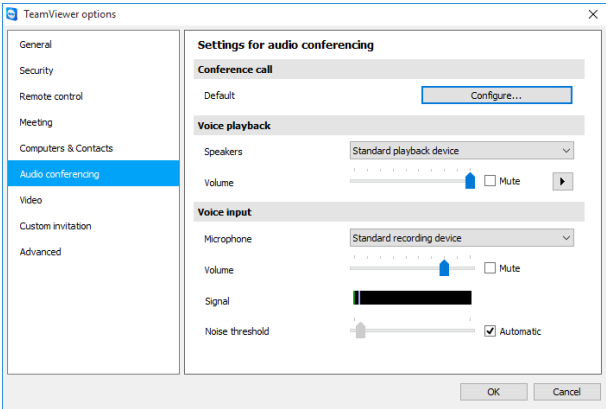 TeamViewer options
General
Security
Remote control
Meeting
Computers & Contacts
Audio conferencing
Video
Custom invitation
Advanced
Settings for audio conferencing
Conference call
Default
Configure...
Voice playback
Speakers
Standard playback device
Volume
Mute
Voice input
Microphone
Standard recording device
Volume
Mute
Signal
Noise threshold
Automatic
OK
Cancel